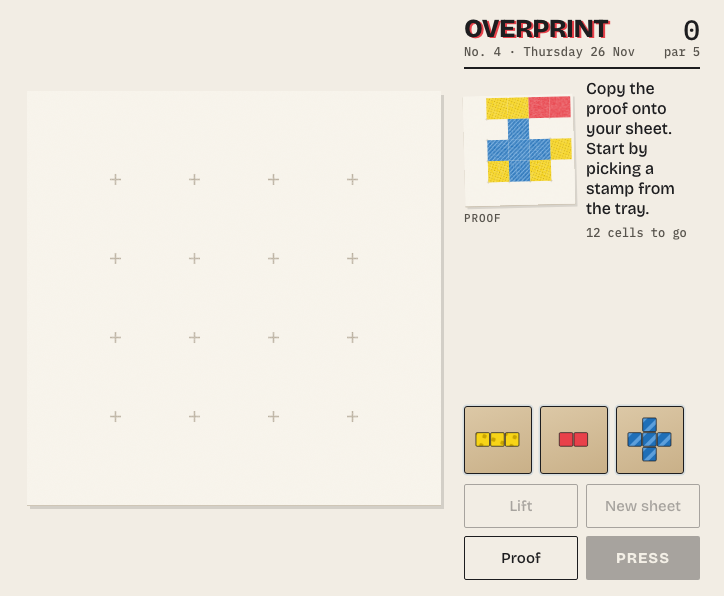 OVERPRINT 0
No. 4 · Thursday 26 Nov par 5
Copy the
proof onto
your sheet.
Start by
picking a
stamp from
the tray.
PROOF
12 cells to go
Lift
New sheet
Proof
PRESS